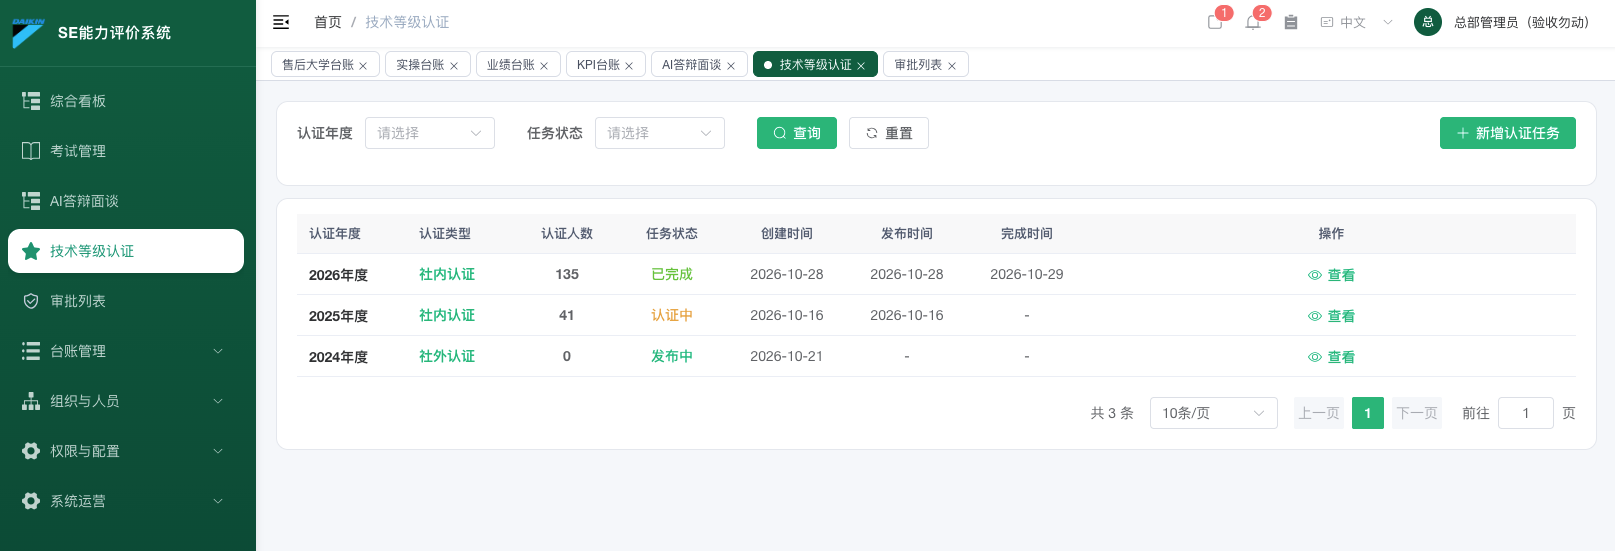 DAIKIN
SE能力评价系统
综合看板
考试管理
AI答辩面谈
技术等级认证
审批列表
台账管理
组织与人员
权限与配置
系统运营
首页 / 技术等级认证
1
2
中文
总
总部管理员（验收勿动）
售后大学台账 实操台账 业绩台账 KPI台账 AI答辩面谈 技术等级认证 审批列表
认证年度 请选择 任务状态 请选择 查询 重置 新增认证任务
认证年度 认证类型 认证人数 任务状态 创建时间 发布时间 完成时间 操作
2026年度 社内认证 135 已完成 2026-10-28 2026-10-28 2026-10-29 查看
2025年度 社内认证 41 认证中 2026-10-16 2026-10-16 - 查看
2024年度 社外认证 0 发布中 2026-10-21 - - 查看
共 3 条 10条/页 上一页 1 下一页 前往 1 页